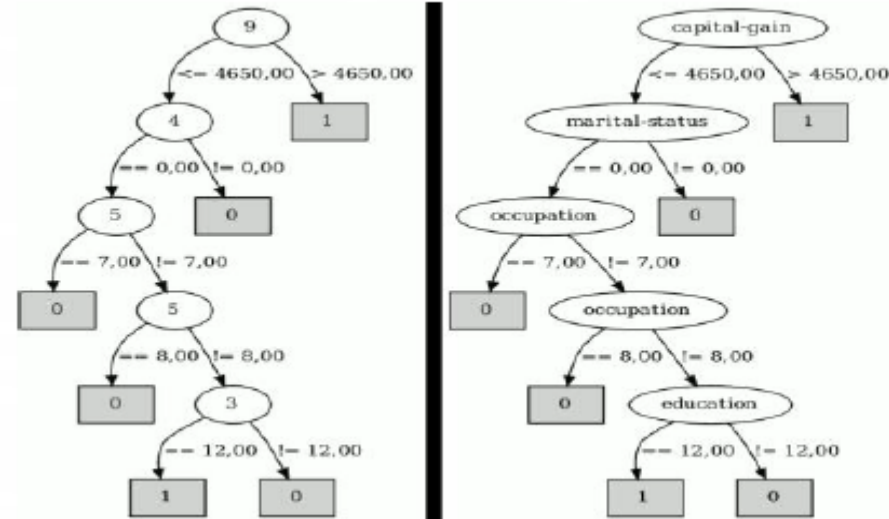 9
<= 4650,00 > 4650,00
4
1
== 0,00 != 0,00
5
0
== 7,00 != 7,00
0
5
== 8,00 != 8,00
0
3
== 12,00 != 12,00
1
0
capital-gain
<= 4650,00 > 4650,00
marital-status
1
== 0,00 != 0,00
occupation
0
== 7,00 != 7,00
0
occupation
== 8,00 != 8,00
0
education
== 12,00 != 12,00
1
0